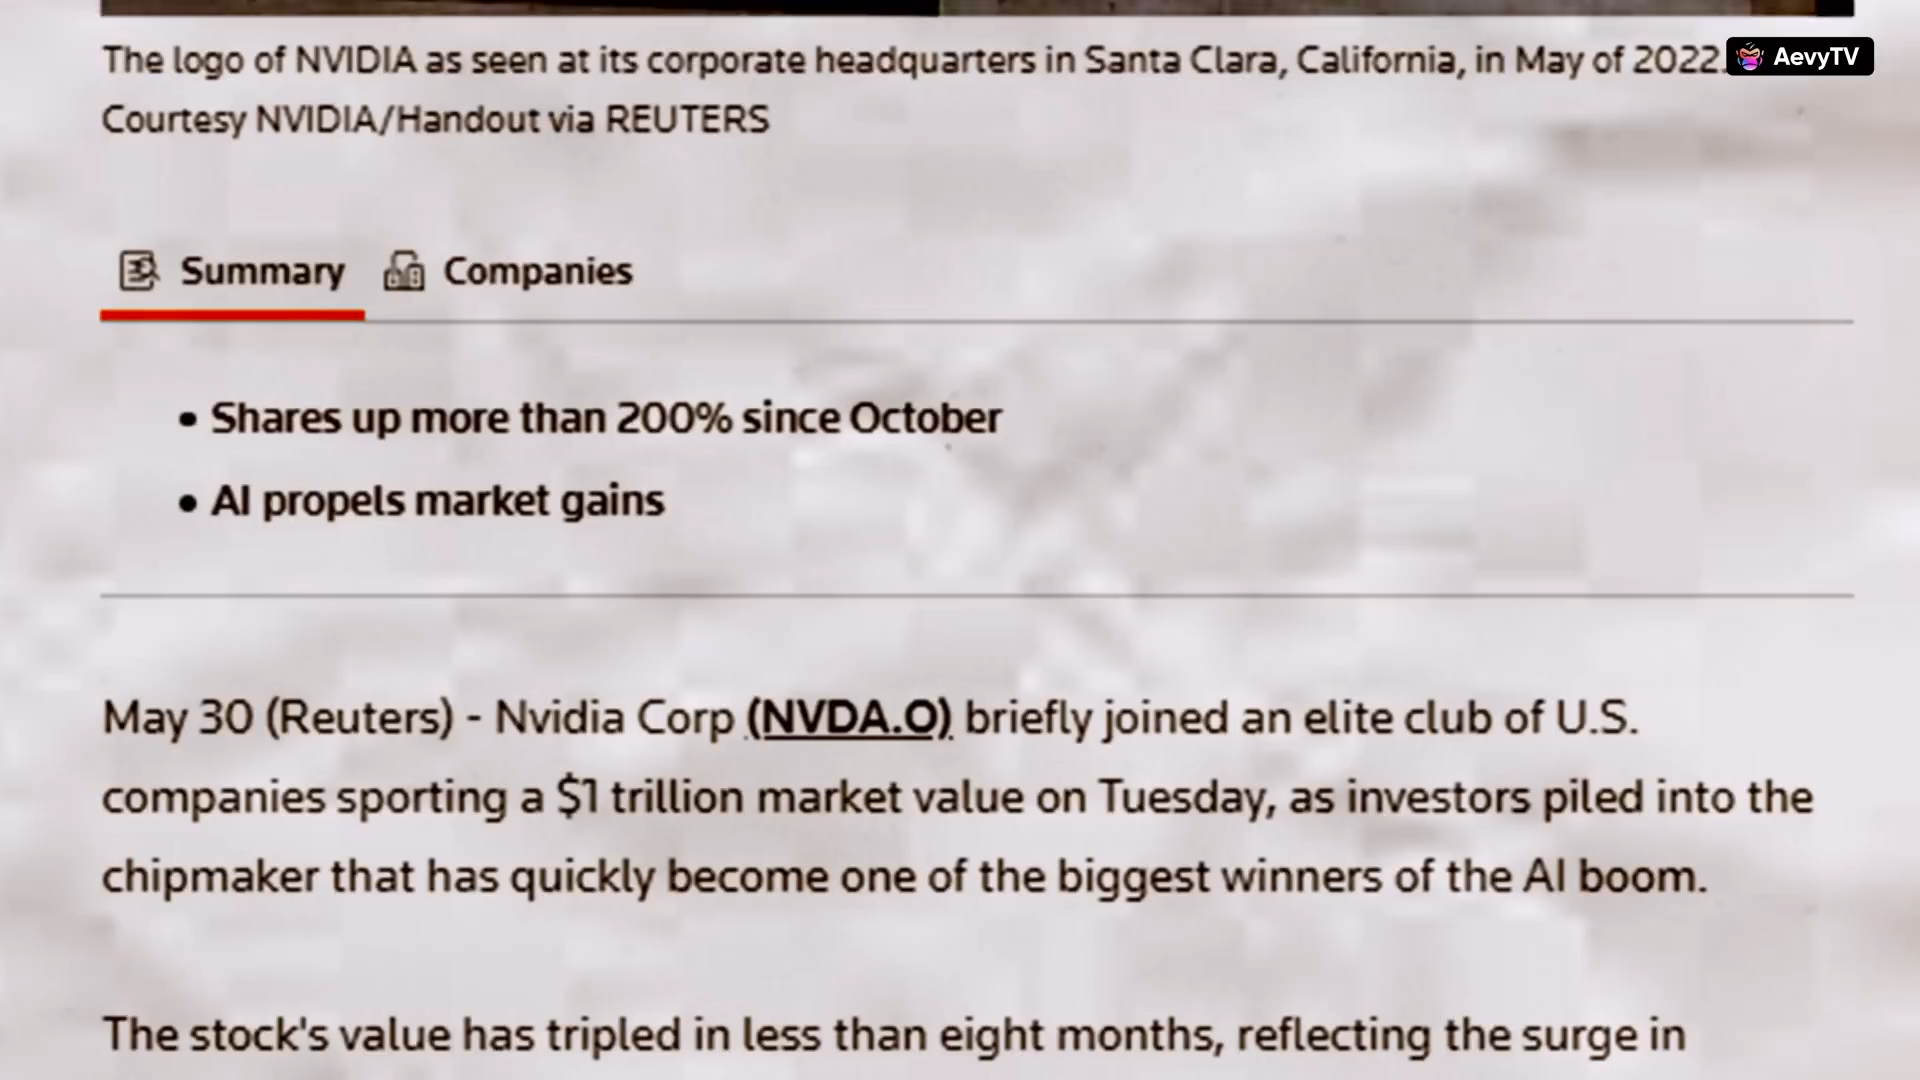 The logo of NVIDIA as seen at its corporate headquarters in Santa Clara, California, in May of 2022.
AevyTV
Courtesy NVIDIA/Handout via REUTERS
Summary
Companies
• Shares up more than 200% since October
• AI propels market gains
May 30 (Reuters) - Nvidia Corp (NVDA.O) briefly joined an elite club of U.S.
companies sporting a $1 trillion market value on Tuesday, as investors piled into the
chipmaker that has quickly become one of the biggest winners of the AI boom.
The stock's value has tripled in less than eight months, reflecting the surge in